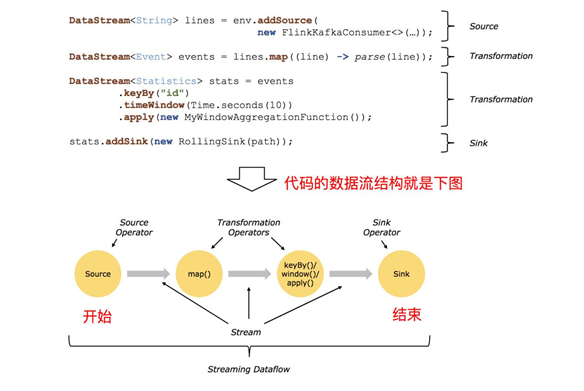 DataStream<String> lines = env.addSource(
new FlinkKafkaConsumer<>(…));
Source
DataStream<Event> events = lines.map((line) -> parse(line));
Transformation
DataStream<Statistics> stats = events
.keyBy("id")
.timeWindow(Time.seconds(10))
.apply(new MyWindowAggregationFunction());
Transformation
stats.addSink(new RollingSink(path));
Sink
代码的数据流结构就是下图
Source
Operator
Transformation
Operators
Sink
Operator
Source
map()
keyBy()/
window()/
apply()
Sink
开始
结束
Stream
Streaming Dataflow